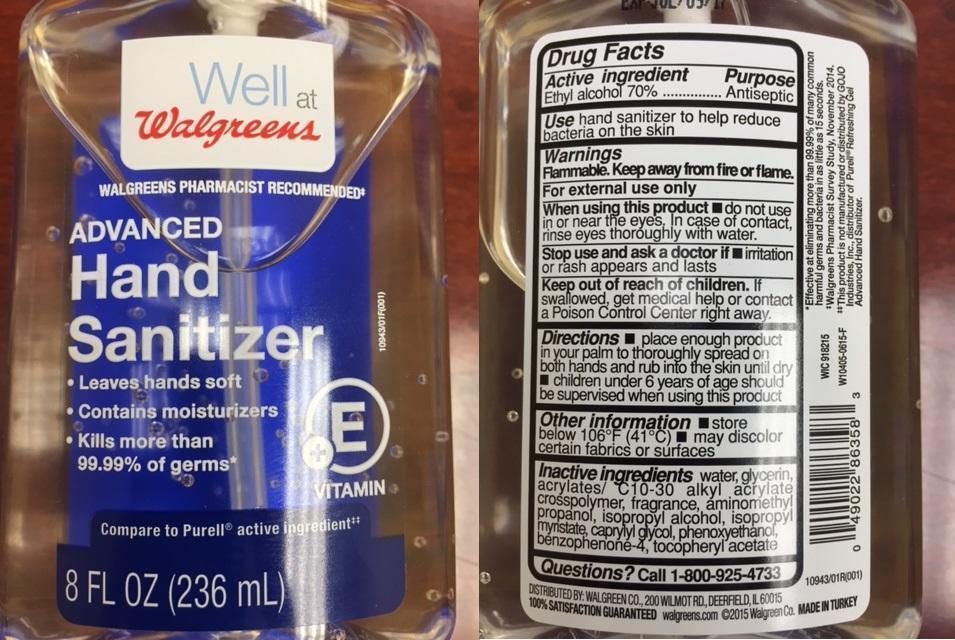 Well at
Walgreens
WALGREENS PHARMACIST RECOMMENDED‡
ADVANCED
Hand
Sanitizer
• Leaves hands soft
• Contains moisturizers
• Kills more than
99.99% of germs*
E
+
VITAMIN
10943/01F(001)
Compare to Purell® active ingredient‡‡
8 FL OZ (236 mL)
Drug Facts
Active ingredient Purpose
Ethyl alcohol 70% .............. Antiseptic
Use hand sanitizer to help reduce
bacteria on the skin
Warnings
Flammable. Keep away from fire or flame.
For external use only
When using this product ■ do not use
in or near the eyes. In case of contact,
rinse eyes thoroughly with water.
Stop use and ask a doctor if ■ irritation
or rash appears and lasts
Keep out of reach of children. If
swallowed, get medical help or contact
a Poison Control Center right away.
Directions ■ place enough product
in your palm to thoroughly spread on
both hands and rub into the skin until dry
■ children under 6 years of age should
be supervised when using this product
Other information ■ store
below 106°F (41°C) ■ may discolor
certain fabrics or surfaces
Inactive ingredients water, glycerin,
acrylates/ C10-30 alkyl acrylate
crosspolymer, fragrance, aminomethyl
propanol, isopropyl alcohol, isopropyl
myristate, caprylyl glycol, phenoxyethanol,
benzophenone-4, tocopheryl acetate
Questions? Call 1-800-925-4733
DISTRIBUTED BY: WALGREEN CO., 200 WILMOT RD., DEERFIELD, IL 60015
100% SATISFACTION GUARANTEED walgreens.com ©2015 Walgreen Co. MADE IN TURKEY
*Effective at eliminating more than 99.99% of many common
harmful germs and bacteria in as little as 15 seconds.
‡Walgreens Pharmacist Survey Study, November 2014.
‡‡This product is not manufactured or distributed by GOJO
Industries, Inc., distributor of Purell® Refreshing Gel
Advanced Hand Sanitizer.
WIC 918215
W10405-0615-F
0 49022 86358 3
10943/01R(001)